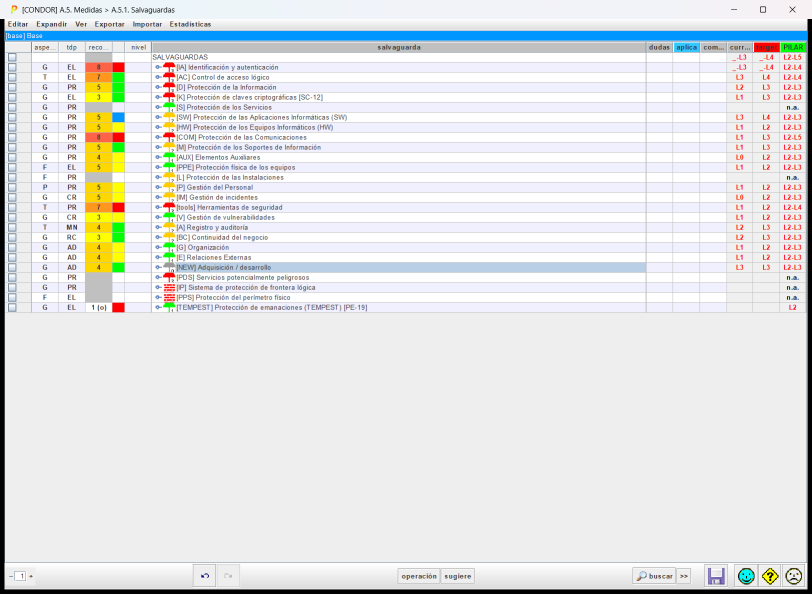 [CONDOR] A.5. Medidas > A.5.1. Salvaguardas
Editar Expandir Ver Exportar Importar Estadísticas
[base] Base
aspe... tdp reco... nivel salvaguarda dudas aplica com... curr... target PILAR
SALVAGUARDAS _-L3 _-L4 L2-L5
G EL 8 [IA] Identificación y autenticación _-L3 _-L4 L2-L4
T EL 7 [AC] Control de acceso lógico L3 L4 L2-L4
G PR 5 [D] Protección de la Información L2 L3 L2-L3
G EL 3 [K] Protección de claves criptográficas [SC-12] L1 L3 L2-L3
G PR [S] Protección de los Servicios n.a.
G PR 5 [SW] Protección de las Aplicaciones Informáticas (SW) L3 L4 L2-L3
G PR 5 [HW] Protección de los Equipos Informáticos (HW) L1 L2 L2-L3
G PR 8 [COM] Protección de las Comunicaciones L1 L3 L2-L5
G PR 5 [M] Protección de los Soportes de Información L1 L3 L2-L3
G PR 4 [AUX] Elementos Auxiliares L0 L2 L2-L3
F EL 5 [PPE] Protección física de los equipos L1 L2 L2-L3
F PR [L] Protección de las Instalaciones n.a.
P PR 5 [P] Gestión del Personal L1 L2 L2-L3
G CR 5 [IM] Gestión de incidentes L0 L2 L2-L3
T PR 7 [tools] Herramientas de seguridad L1 L2 L2-L4
G CR 3 [V] Gestión de vulnerabilidades L1 L2 L2-L3
T MN 4 [A] Registro y auditoría L2 L3 L2-L3
G RC 3 [BC] Continuidad del negocio L2 L3 L2-L3
G AD 4 [G] Organización L1 L2 L2-L3
G AD 4 [E] Relaciones Externas L1 L2 L2-L3
G AD 4 [NEW] Adquisición / desarrollo L3 L3 L2-L3
G PR [PDS] Servicios potencialmente peligrosos n.a.
G PR [IP] Sistema de protección de frontera lógica n.a.
F EL [PPS] Protección del perímetro físico n.a.
G EL 1 (o) [TEMPEST] Protección de emanaciones (TEMPEST) [PE-19] L2
- 1 + operación sugiere buscar >>